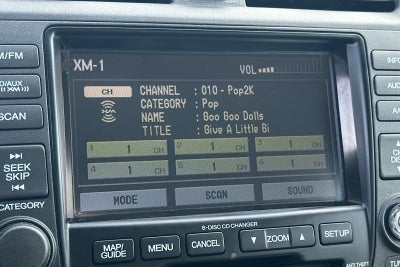 XM-1
VOL
CH
CHANNEL : 010 - Pop2K
CATEGORY : Pop
NAME : Goo Goo Dolls
TITLE : Give A Little Bi
1 1 CH 2 1 CH 3 1 CH
4 1 CH 5 1 CH 6 1 CH
MODE SCAN SOUND
6-DISC CD CHANGER
MAP/GUIDE MENU CANCEL ZOOM SETUP
M/FM
SCAN
SEEK
SKIP
CATEGORY
INFO
AUD